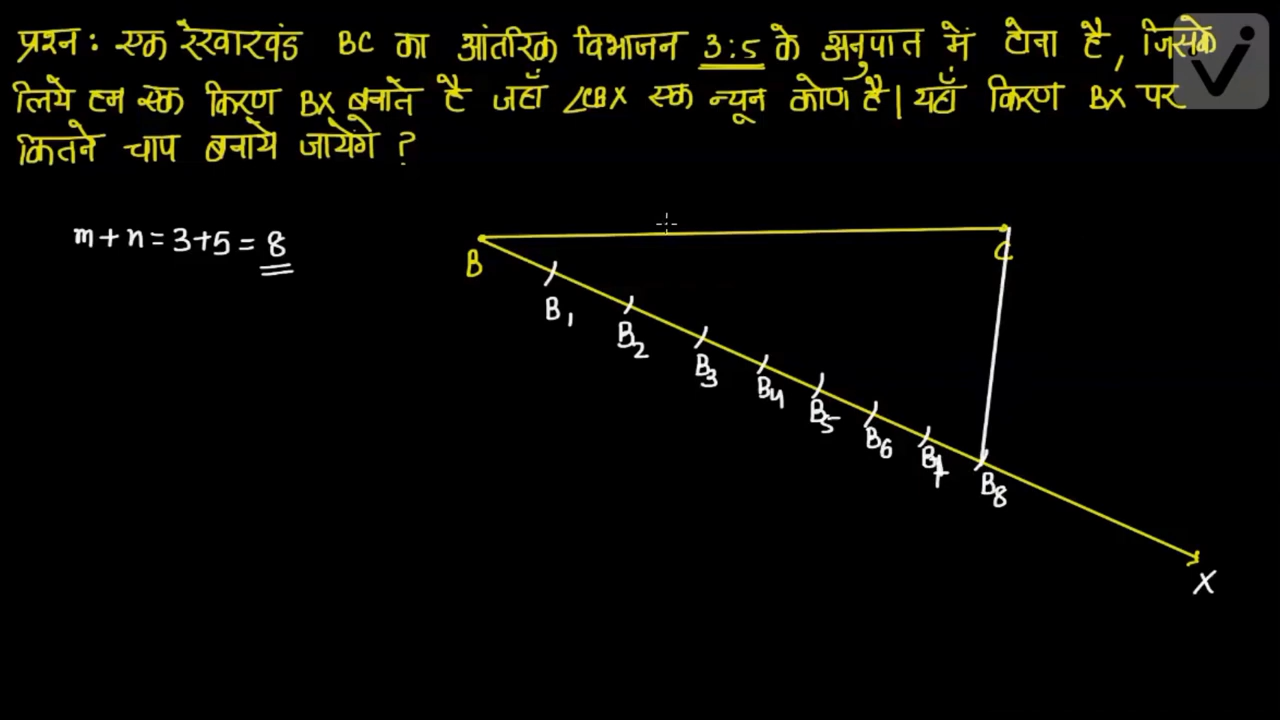 प्रश्न : एक रेखाखंड BC का आंतरिक विभाजन 3:5 के अनुपात में होना है, जिसके
लिये हम एक किरण BX बनाते है जहाँ ∠CBX एक न्यून कोण है। यहाँ किरण BX पर
कितने चाप बनाये जायेंगे ?
m+n=3+5=8
B
C
B1
B2
B3
B4
B5
B6
B7
B8
X